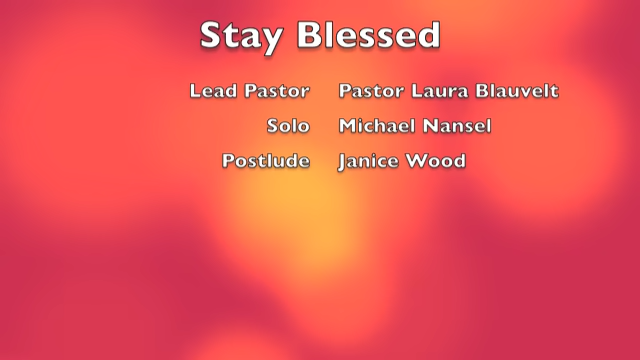 Stay Blessed
Lead Pastor Pastor Laura Blauvelt
Solo Michael Nansel
Postlude Janice Wood